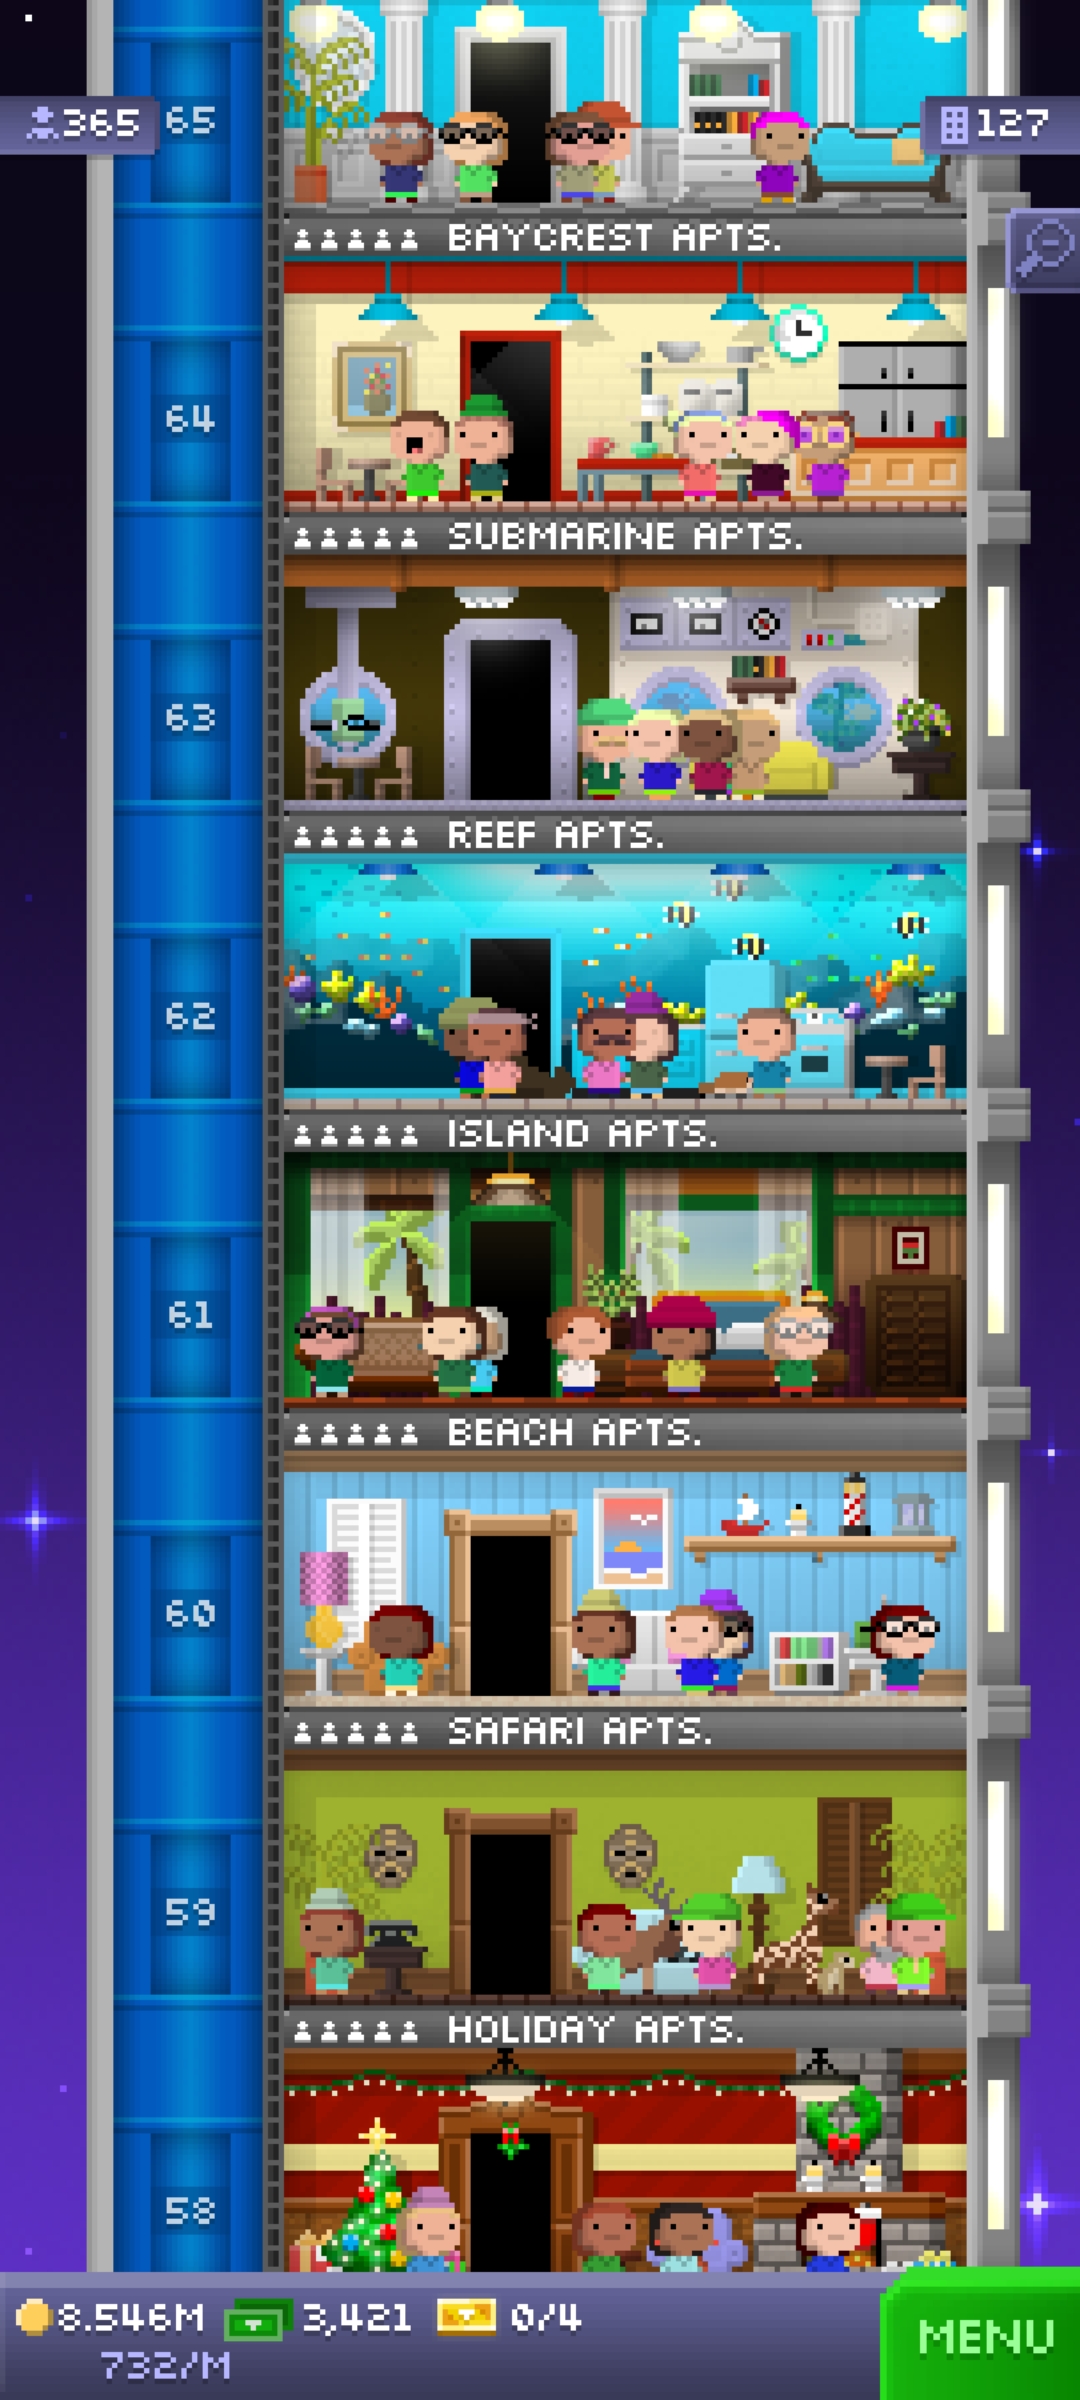 365
65
127
BAYCREST APTS.
64
SUBMARINE APTS.
63
REEF APTS.
62
ISLAND APTS.
61
BEACH APTS.
60
SAFARI APTS.
59
HOLIDAY APTS.
58
8.546M 3,421 0/4
732/M
MENU